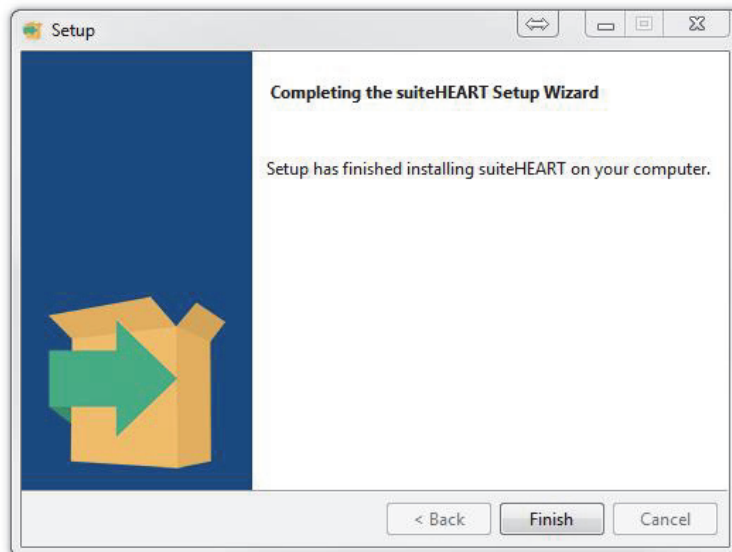 Setup
Completing the suiteHEART Setup Wizard
Setup has finished installing suiteHEART on your computer.
< Back
Finish
Cancel